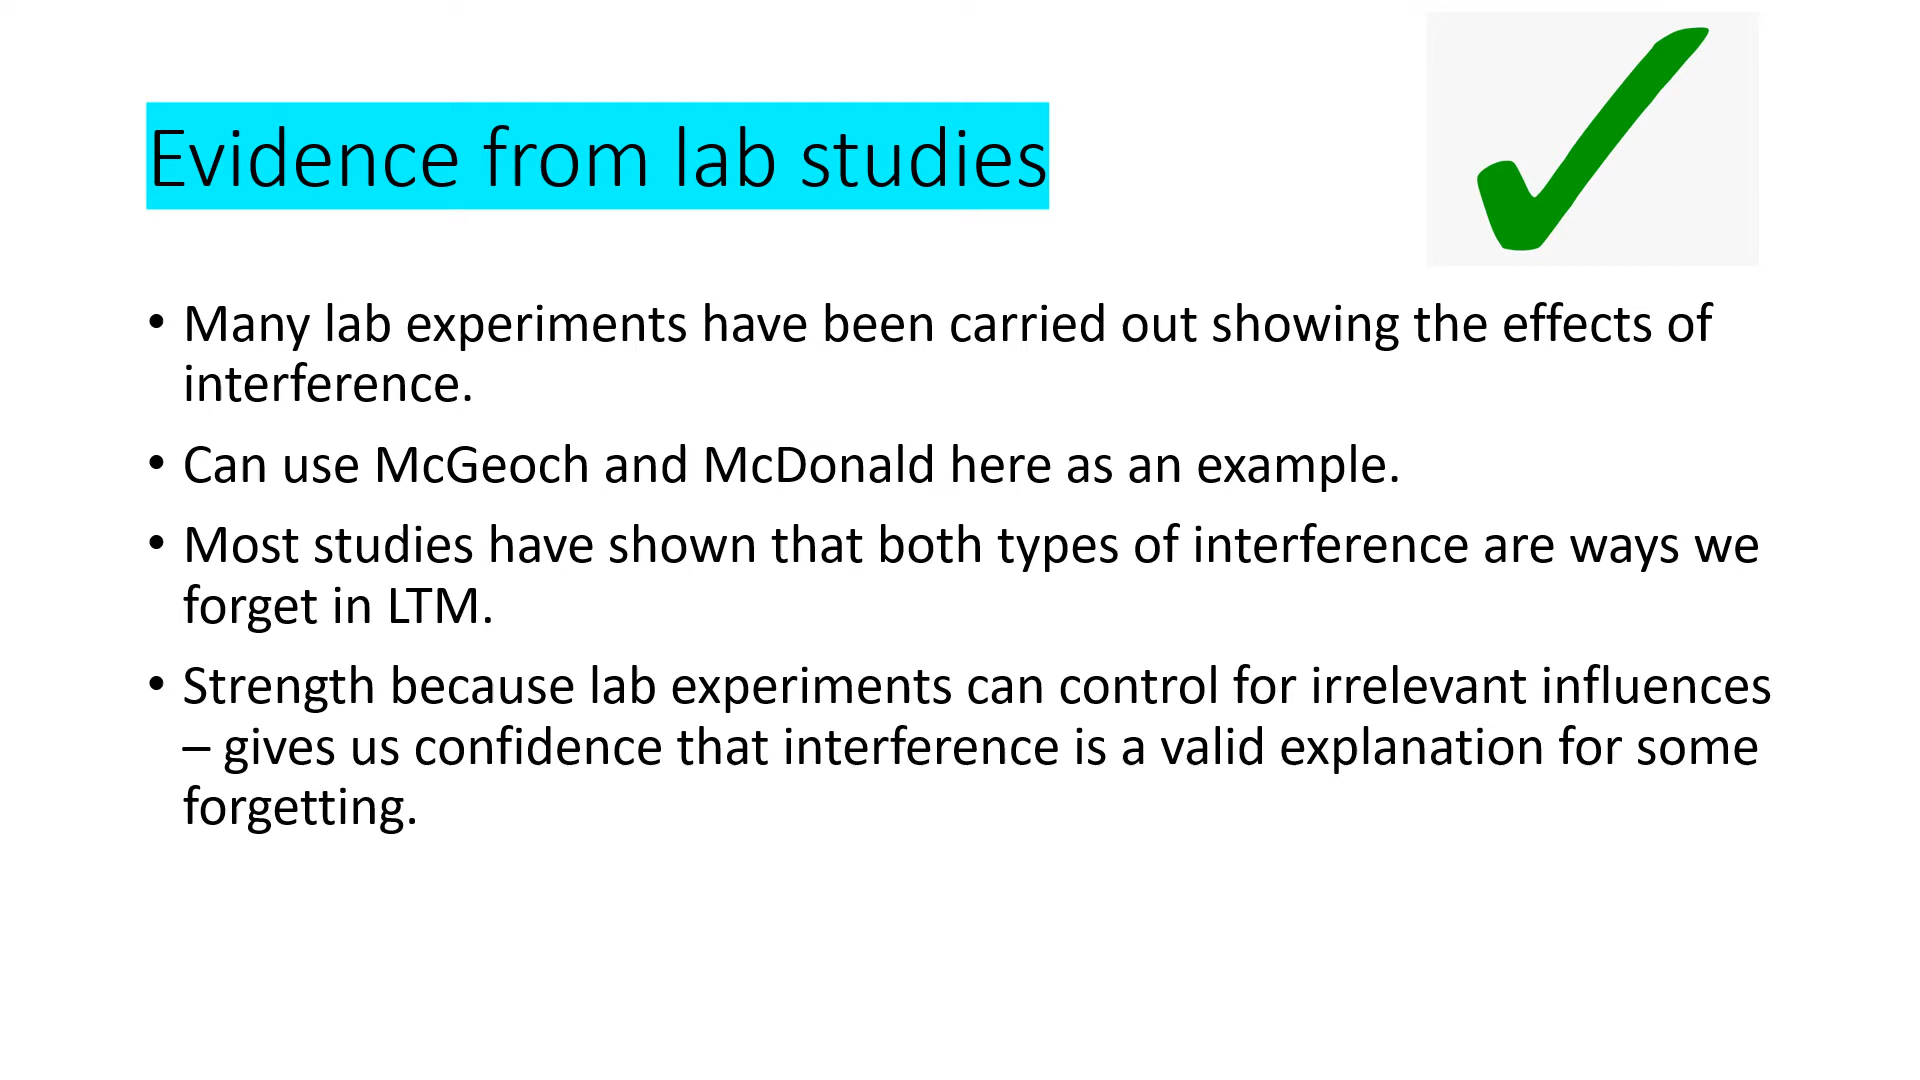 Evidence from lab studies
• Many lab experiments have been carried out showing the effects of
interference.
• Can use McGeoch and McDonald here as an example.
• Most studies have shown that both types of interference are ways we
forget in LTM.
• Strength because lab experiments can control for irrelevant influences
– gives us confidence that interference is a valid explanation for some
forgetting.